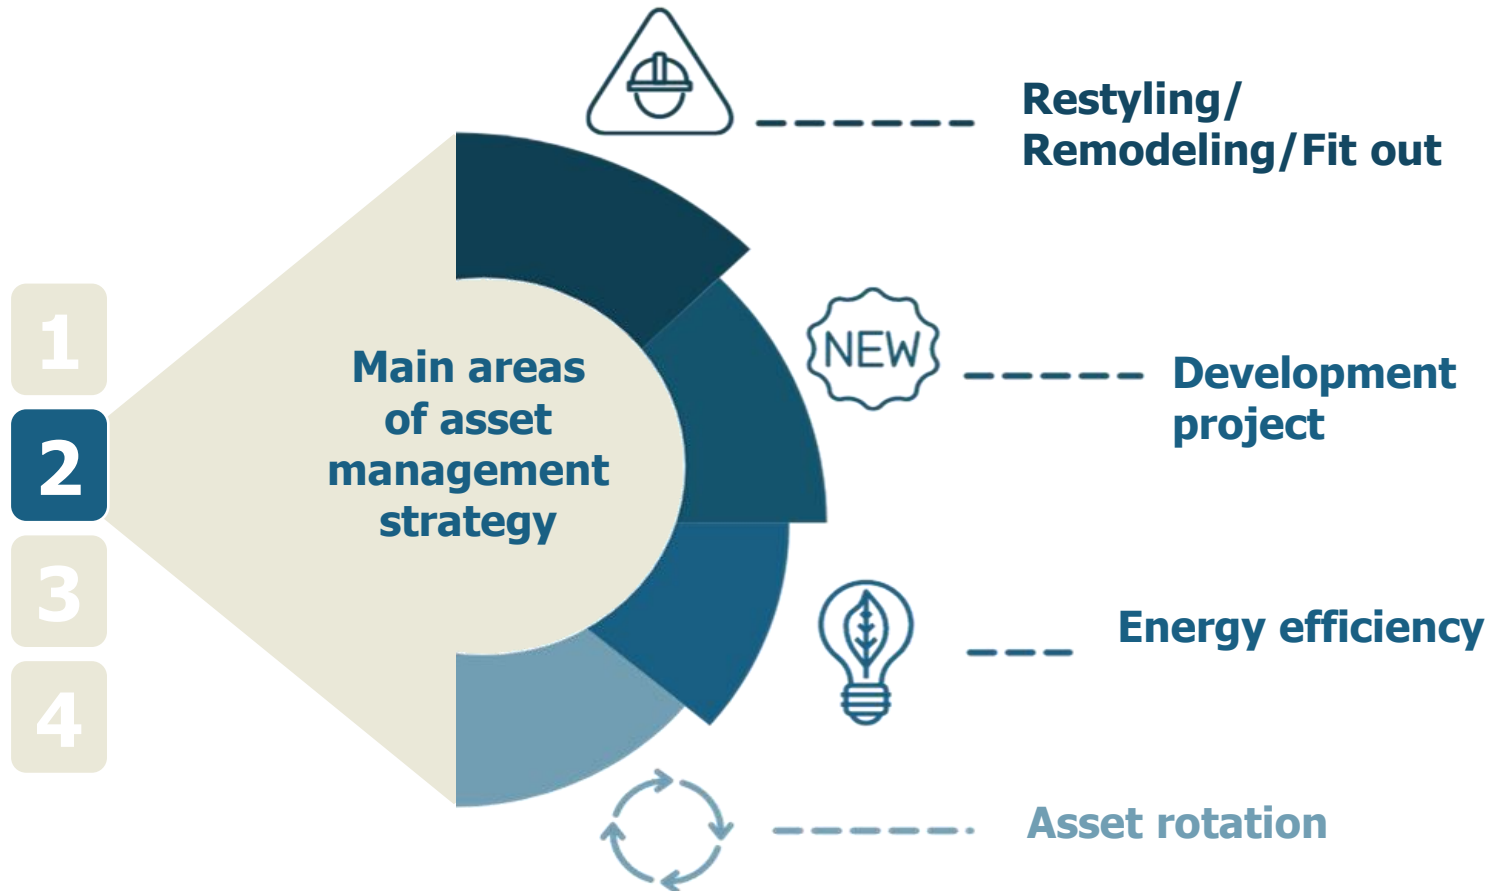 Restyling/
Remodeling/Fit out
1
2
3
4
Main areas
of asset
management
strategy
NEW
Development
project
Energy efficiency
Asset rotation